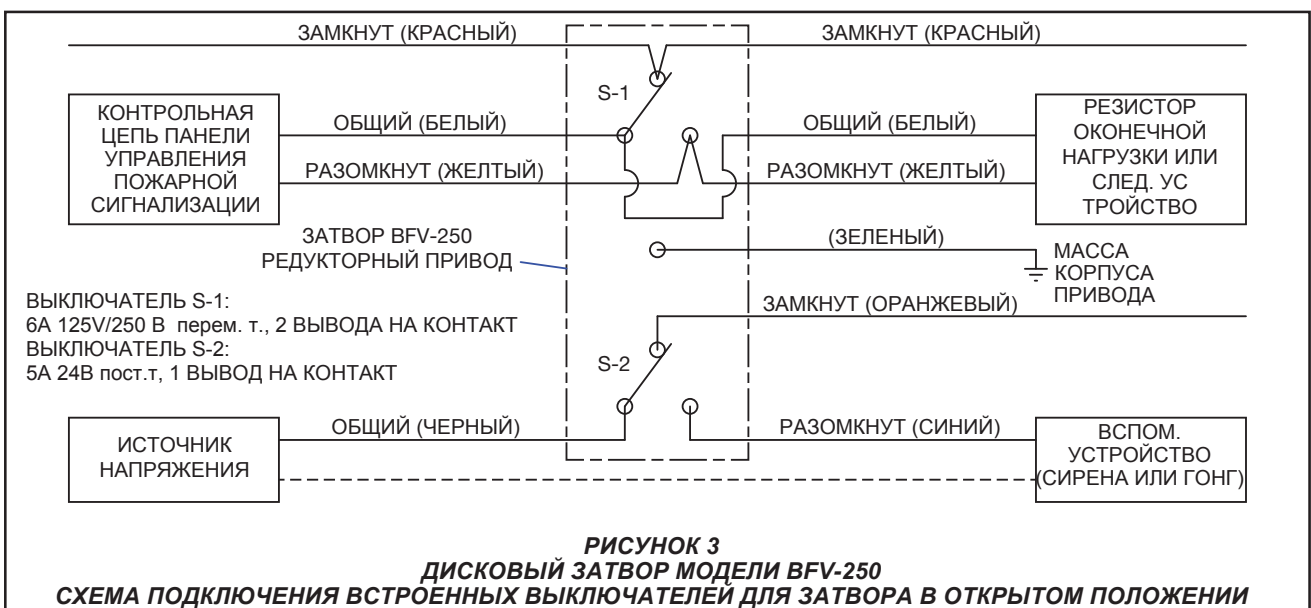 ЗАМКНУТ (КРАСНЫЙ)
ЗАМКНУТ (КРАСНЫЙ)
S-1
КОНТРОЛЬНАЯ
ЦЕПЬ ПАНЕЛИ
УПРАВЛЕНИЯ
ПОЖАРНОЙ
СИГНАЛИЗАЦИИ
ОБЩИЙ (БЕЛЫЙ)
РАЗОМКНУТ (ЖЕЛТЫЙ)
ОБЩИЙ (БЕЛЫЙ)
РАЗОМКНУТ (ЖЕЛТЫЙ)
РЕЗИСТОР
ОКОНЕЧНОЙ
НАГРУЗКИ ИЛИ
СЛЕД. УС
ТРОЙСТВО
ЗАТВОР BFV-250
РЕДУКТОРНЫЙ ПРИВОД
(ЗЕЛЕНЫЙ)
МАССА
КОРПУСА
ПРИВОДА
ВЫКЛЮЧАТЕЛЬ S-1:
6A 125V/250 В перем. т., 2 ВЫВОДА НА КОНТАКТ
ВЫКЛЮЧАТЕЛЬ S-2:
5A 24В пост.т, 1 ВЫВОД НА КОНТАКТ
ЗАМКНУТ (ОРАНЖЕВЫЙ)
S-2
ИСТОЧНИК
НАПРЯЖЕНИЯ
ОБЩИЙ (ЧЕРНЫЙ)
РАЗОМКНУТ (СИНИЙ)
ВСПОМ.
УСТРОЙСТВО
(СИРЕНА ИЛИ ГОНГ)
РИСУНОК 3
ДИСКОВЫЙ ЗАТВОР МОДЕЛИ BFV-250
СХЕМА ПОДКЛЮЧЕНИЯ ВСТРОЕННЫХ ВЫКЛЮЧАТЕЛЕЙ ДЛЯ ЗАТВОРА В ОТКРЫТОМ ПОЛОЖЕНИИ